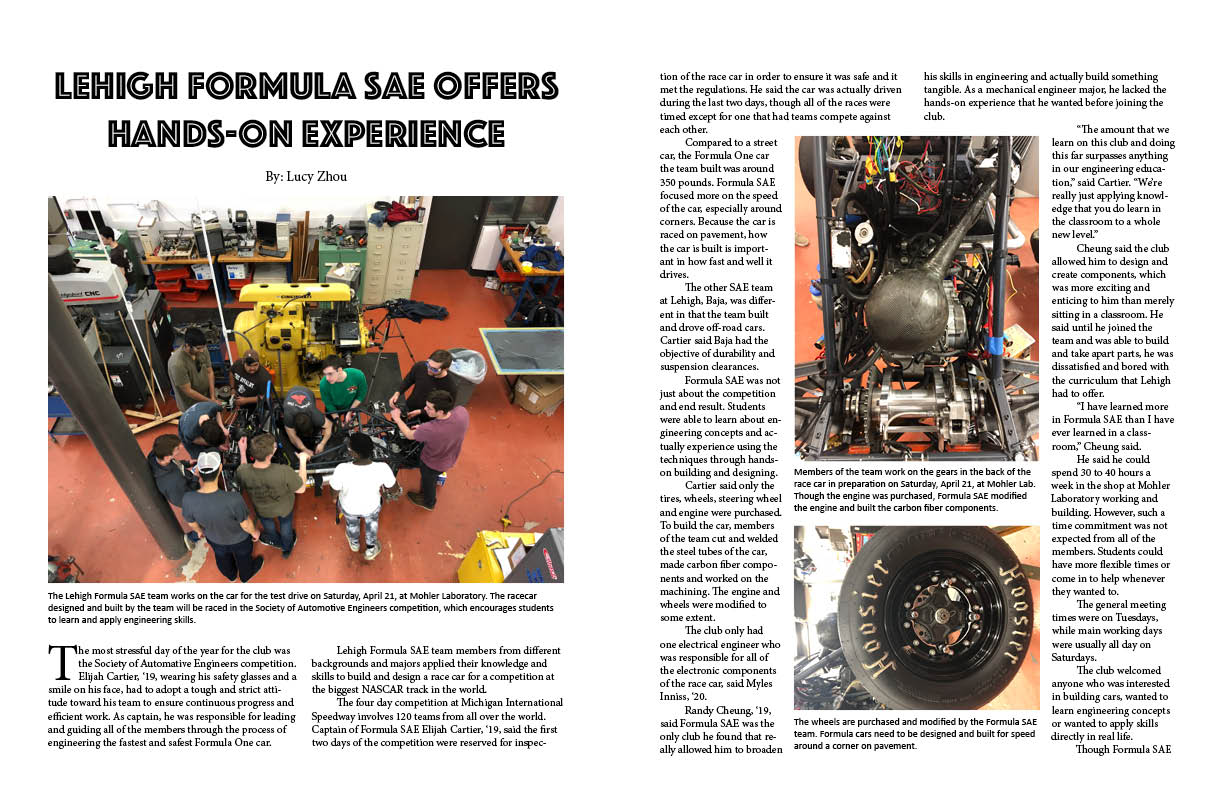 LEHIGH FORMULA SAE OFFERS
HANDS-ON EXPERIENCE
By: Lucy Zhou
CNC
CINCINNATI
The Lehigh Formula SAE team works on the car for the test drive on Saturday, April 21, at Mohler Laboratory. The racecar
designed and built by the team will be raced in the Society of Automotive Engineers competition, which encourages students
to learn and apply engineering skills.
The most stressful day of the year for the club was
the Society of Automative Engineers competition.
Elijah Cartier, ‘19, wearing his safety glasses and a
smile on his face, had to adopt a tough and strict atti-
tude toward his team to ensure continuous progress and
efficient work. As captain, he was responsible for leading
and guiding all of the members through the process of
engineering the fastest and safest Formula One car.
Lehigh Formula SAE team members from different
backgrounds and majors applied their knowledge and
skills to build and design a race car for a competition at
the biggest NASCAR track in the world.
The four day competition at Michigan International
Speedway involves 120 teams from all over the world.
Captain of Formula SAE Elijah Cartier, ‘19, said the first
two days of the competition were reserved for inspec-
tion of the race car in order to ensure it was safe and it
met the regulations. He said the car was actually driven
during the last two days, though all of the races were
timed except for one that had teams compete against
each other.
Compared to a street
car, the Formula One car
the team built was around
350 pounds. Formula SAE
focused more on the speed
of the car, especially around
corners. Because the car is
raced on pavement, how
the car is built is import-
ant in how fast and well it
drives.
The other SAE team
at Lehigh, Baja, was differ-
ent in that the team built
and drove off-road cars.
Cartier said Baja had the
objective of durability and
suspension clearances.
Formula SAE was not
just about the competition
and end result. Students
were able to learn about en-
gineering concepts and ac-
tually experience using the
techniques through hands-
on building and designing.
Cartier said only the
tires, wheels, steering wheel
and engine were purchased.
To build the car, members
of the team cut and welded
the steel tubes of the car,
made carbon fiber compo-
nents and worked on the
machining. The engine and
wheels were modified to
some extent.
The club only had
one electrical engineer who
was responsible for all of
the electronic components
of the race car, said Myles
Inniss, ‘20.
Randy Cheung, ‘19,
said Formula SAE was the
only club he found that re-
ally allowed him to broaden
his skills in engineering and actually build something
tangible. As a mechanical engineer major, he lacked the
hands-on experience that he wanted before joining the
club.
“The amount that we
learn on this club and doing
this far surpasses anything
in our engineering educa-
tion,” said Cartier. “We’re
really just applying knowl-
edge that you do learn in
the classroom to a whole
new level.”
Cheung said the club
allowed him to design and
create components, which
was more exciting and
enticing to him than merely
sitting in a classroom. He
said until he joined the
team and was able to build
and take apart parts, he was
dissatisfied and bored with
the curriculum that Lehigh
had to offer.
“I have learned more
in Formula SAE than I have
ever learned in a class-
room,” Cheung said.
He said he could
spend 30 to 40 hours a
week in the shop at Mohler
Laboratory working and
building. However, such a
time commitment was not
expected from all of the
members. Students could
have more flexible times or
come in to help whenever
they wanted to.
The general meeting
times were on Tuesdays,
while main working days
were usually all day on
Saturdays.
The club welcomed
anyone who was interested
in building cars, wanted to
learn engineering concepts
or wanted to apply skills
directly in real life.
Though Formula SAE
Members of the team work on the gears in the back of the
race car in preparation on Saturday, April 21, at Mohler Lab.
Though the engine was purchased, Formula SAE modified
the engine and built the carbon fiber components.
Hoosier
Hoosier
The wheels are purchased and modified by the Formula SAE
team. Formula cars need to be designed and built for speed
around a corner on pavement.